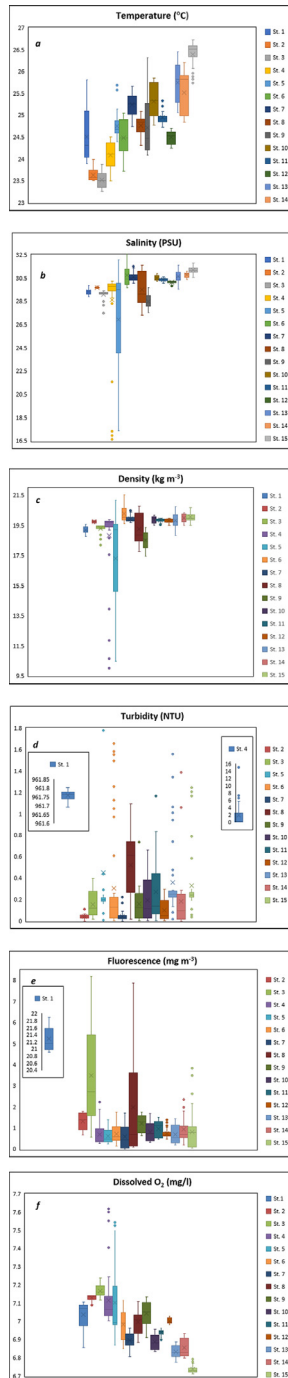 Temperature (°C)
a
27
26.5
26
25.5
25
24.5
24
23.5
23
St. 1
St. 2
St. 3
St. 4
St. 5
St. 6
St. 7
St. 8
St. 9
St. 10
St. 11
St. 12
St. 13
St. 14
St. 15
Salinity (PSU)
b
32.5
30.5
28.5
26.5
24.5
22.5
20.5
18.5
16.5
St. 1
St. 2
St. 3
St. 4
St. 5
St. 6
St. 7
St. 8
St. 9
St. 10
St. 11
St. 12
St. 13
St. 14
St. 15
Density (kg m⁻³)
c
21.5
19.5
17.5
15.5
13.5
11.5
9.5
St. 1
St. 2
St. 3
St. 4
St. 5
St. 6
St. 7
St. 8
St. 9
St. 10
St. 11
St. 12
St. 13
St. 14
St. 15
Turbidity (NTU)
d
1.8
1.6
1.4
1.2
1
0.8
0.6
0.4
0.2
0
St. 1
961.85
961.8
961.75
961.7
961.65
961.6
St. 4
16
14
12
10
8
6
4
2
0
St. 2
St. 3
St. 5
St. 6
St. 7
St. 8
St. 9
St. 10
St. 11
St. 12
St. 13
St. 14
St. 15
Fluorescence (mg m⁻³)
e
8
7
6
5
4
3
2
1
0
St. 1
22
21.8
21.6
21.4
21.2
21
20.8
20.6
20.4
St. 2
St. 3
St. 4
St. 5
St. 6
St. 7
St. 8
St. 9
St. 10
St. 11
St. 12
St. 13
St. 14
St. 15
Dissolved O₂ (mg/l)
f
7.7
7.6
7.5
7.4
7.3
7.2
7.1
7
6.9
6.8
6.7
St.1
St. 2
St. 3
St. 4
St. 5
St. 6
St. 7
St. 8
St. 9
St. 10
St. 11
St. 12
St. 13
St. 14
St. 15